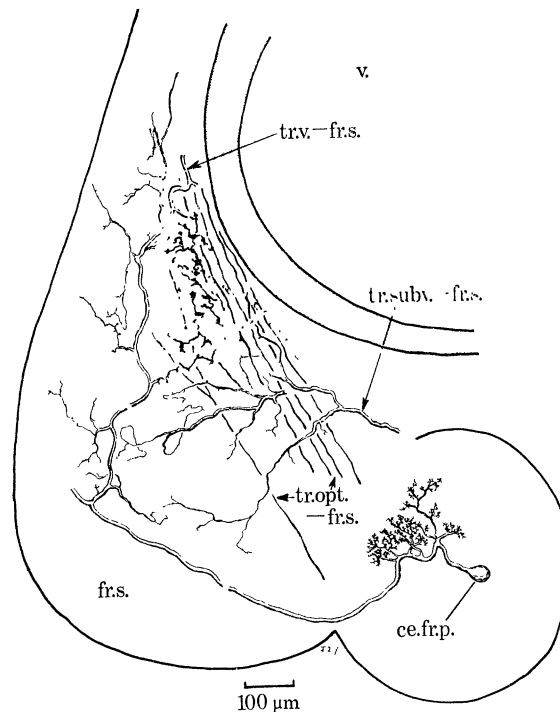 v.
tr.v.—fr.s.
tr.subv.-fr.s.
tr.opt.
—fr.s.
fr.s.
ce.fr.p.
100 μm